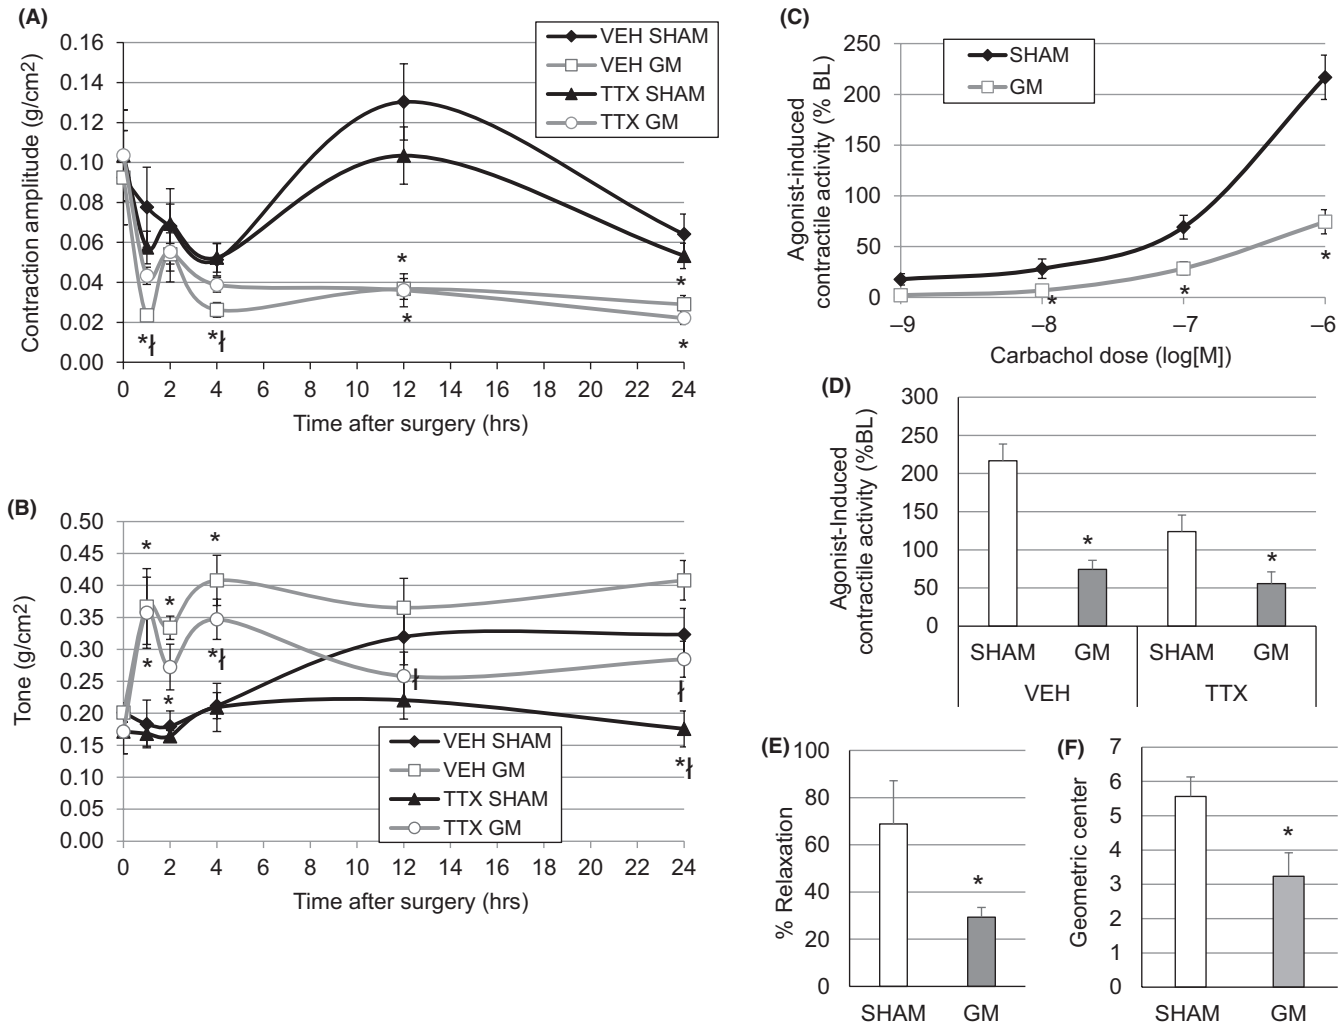 (A)
Contraction amplitude (g/cm2)
0.16
0.14
0.12
0.10
0.08
0.06
0.04
0.02
0.00
VEH SHAM
VEH GM
TTX SHAM
TTX GM
*
*
*
*ł
*ł
*
*
0 2 4 6 8 10 12 14 16 18 20 22 24
Time after surgery (hrs)
(B)
Tone (g/cm2)
0.50
0.45
0.40
0.35
0.30
0.25
0.20
0.15
0.10
0.05
0.00
*
*
*
*
*ł
*
ł
ł
*ł
VEH SHAM
VEH GM
TTX SHAM
TTX GM
0 2 4 6 8 10 12 14 16 18 20 22 24
Time after surgery (hrs)
(C)
Agonist-induced
contractile activity (% BL)
250
200
150
100
50
0
SHAM
GM
*
*
*
–9 –8 –7 –6
Carbachol dose (log[M])
(D)
Agonist-Induced
contractile activity (%BL)
300
250
200
150
100
50
0
*
*
SHAM GM SHAM GM
VEH TTX
(E)
% Relaxation
100
80
60
40
20
0
*
SHAM GM
(F)
Geometric center
7
6
5
4
3
2
1
0
*
SHAM GM